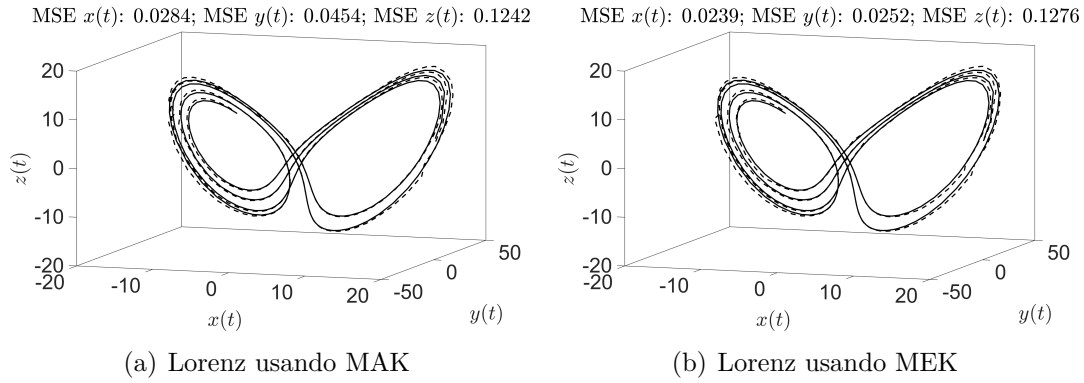 MSE x(t): 0.0284; MSE y(t): 0.0454; MSE z(t): 0.1242
20
10
0
-10
-20
z(t)
-20
-10
0
10
20
x(t)
-50
0
50
y(t)
(a) Lorenz usando MAK
MSE x(t): 0.0239; MSE y(t): 0.0252; MSE z(t): 0.1276
20
10
0
-10
-20
z(t)
-20
-10
0
10
20
x(t)
-50
0
50
y(t)
(b) Lorenz usando MEK